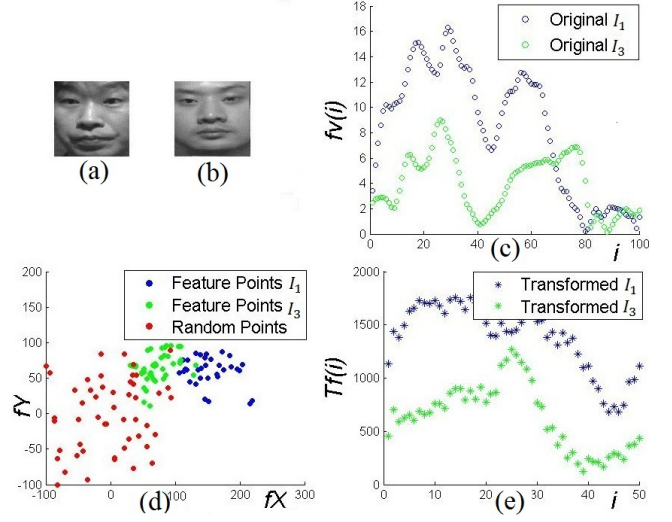 (a)
(b)
18
16
14
12
10
8
6
4
2
0
fv(i)
Original I₁
Original I₃
0
20
40
60
80
100
i
(c)
200
150
100
50
0
-50
-100
fY
Feature Points I₁
Feature Points I₃
Random Points
-100
0
100
200
300
fX
(d)
2000
1500
1000
500
0
Tf(i)
Transformed I₁
Transformed I₃
0
10
20
30
40
50
i
(e)